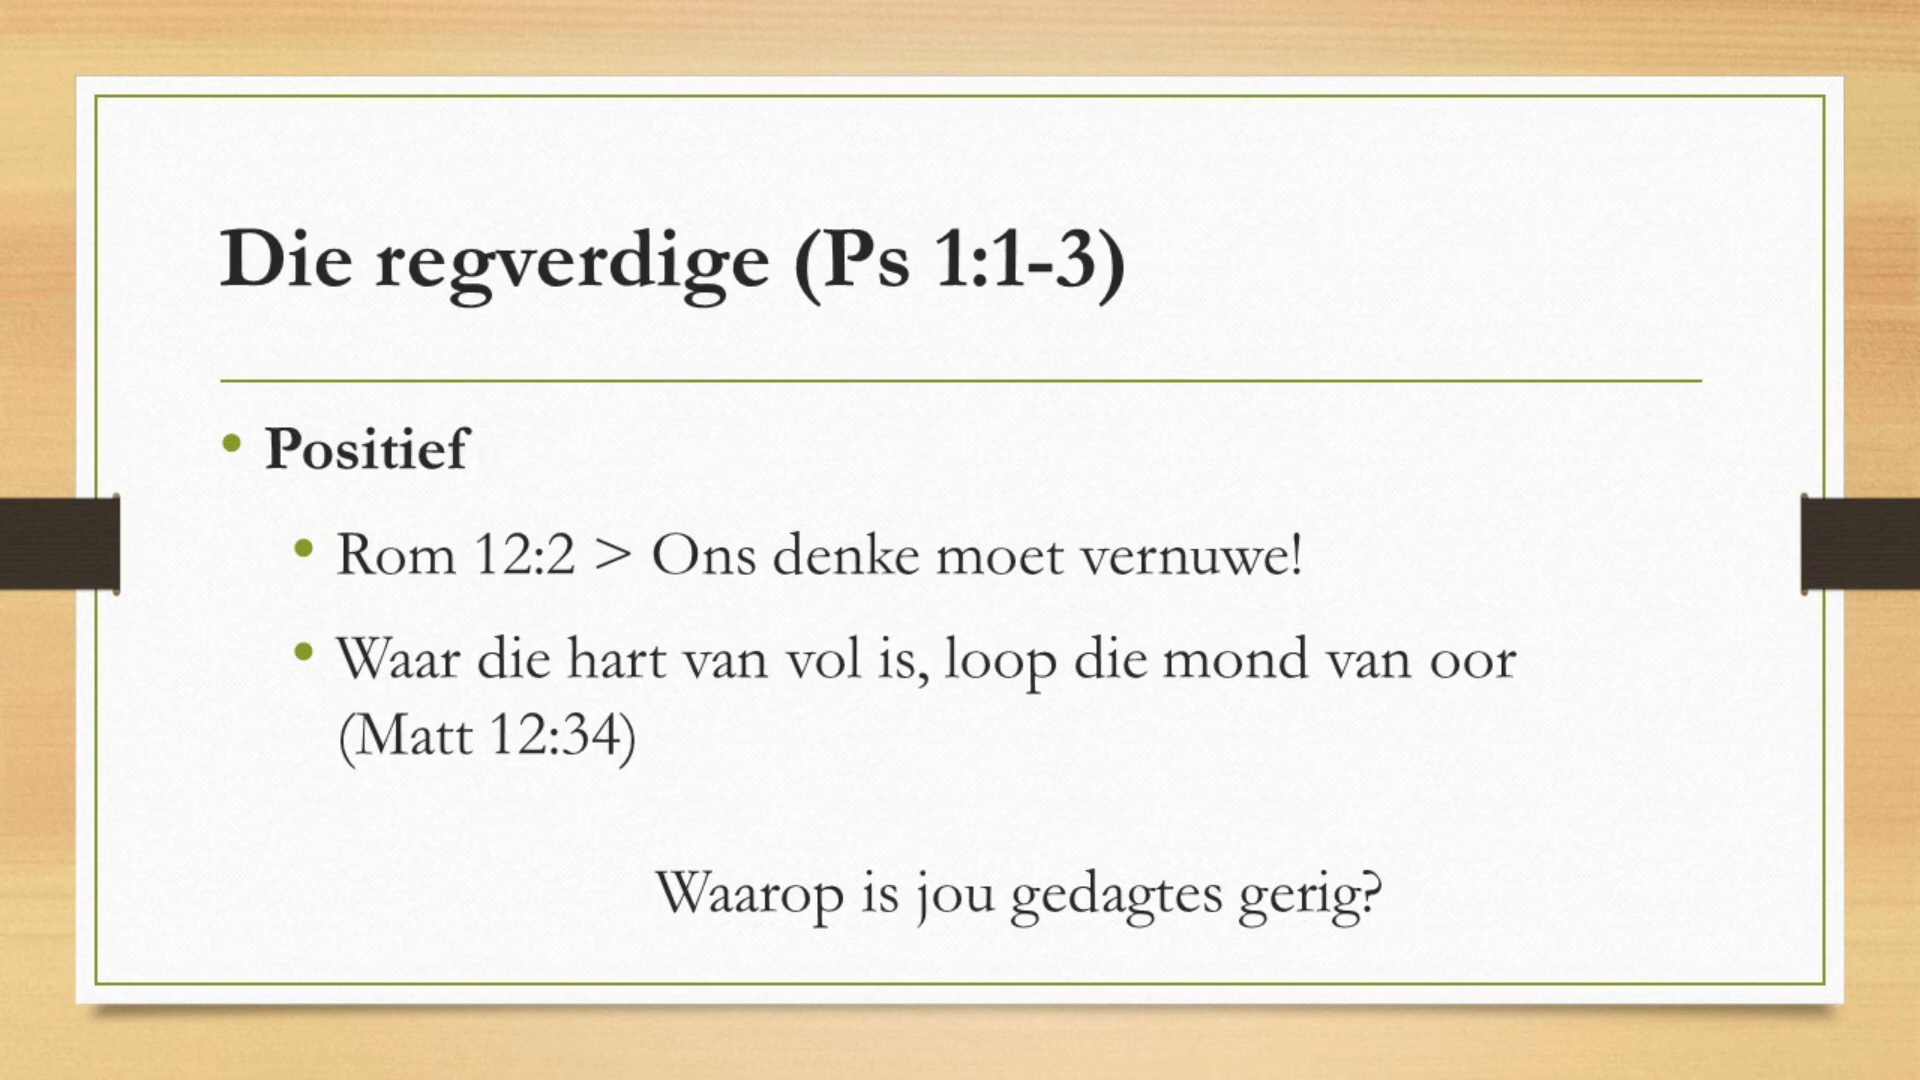 Die regverdige (Ps 1:1-3)
• Positief
• Rom 12:2 > Ons denke moet vernuwe!
• Waar die hart van vol is, loop die mond van oor
(Matt 12:34)
Waarop is jou gedagtes gerig?